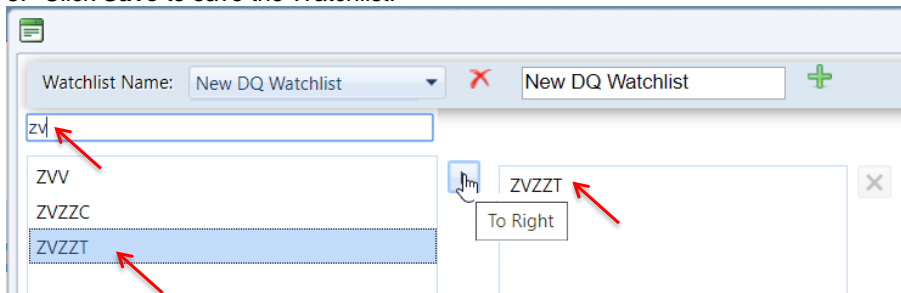 Watchlist Name: New DQ Watchlist New DQ Watchlist
zv
ZVV
ZVZZC
ZVZZT
ZVZZT
To Right